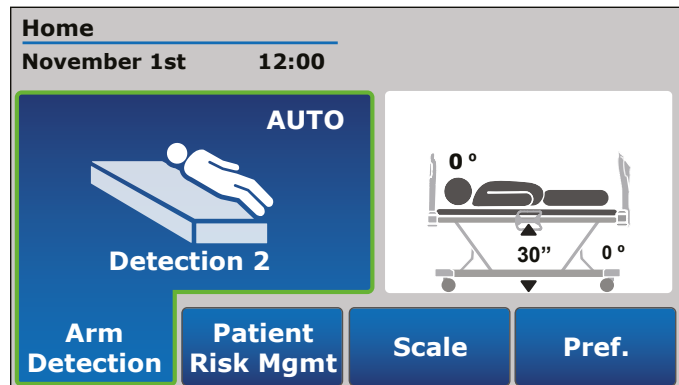 Home
November 1st 12:00
AUTO
Detection 2
0 °
30”
0 °
Arm
Detection
Patient
Risk Mgmt
Scale
Pref.